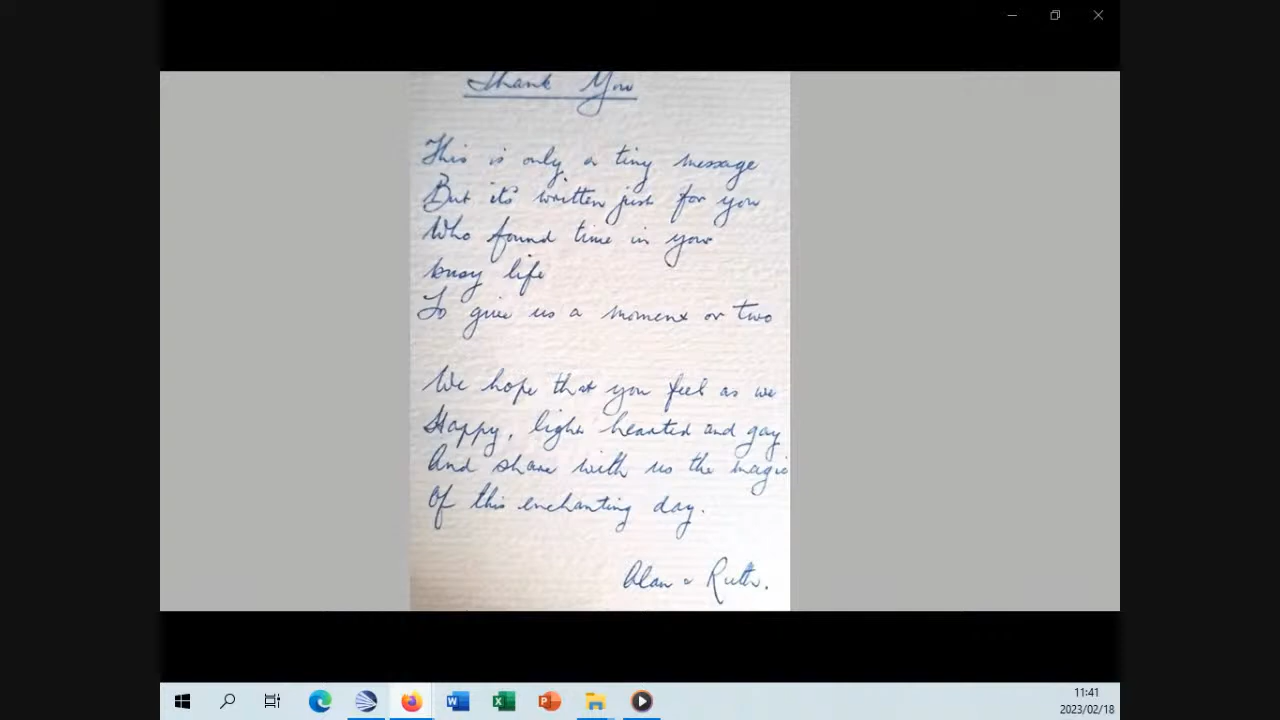 Thank You
This is only a tiny message
But it's written just for you
Who found time in your
busy life
To give us a moment or two
We hope that you feel as we
Happy, light hearted and gay
And share with us the magic
Of this enchanting day.
Alan & Ruth.
11:41
2023/02/18